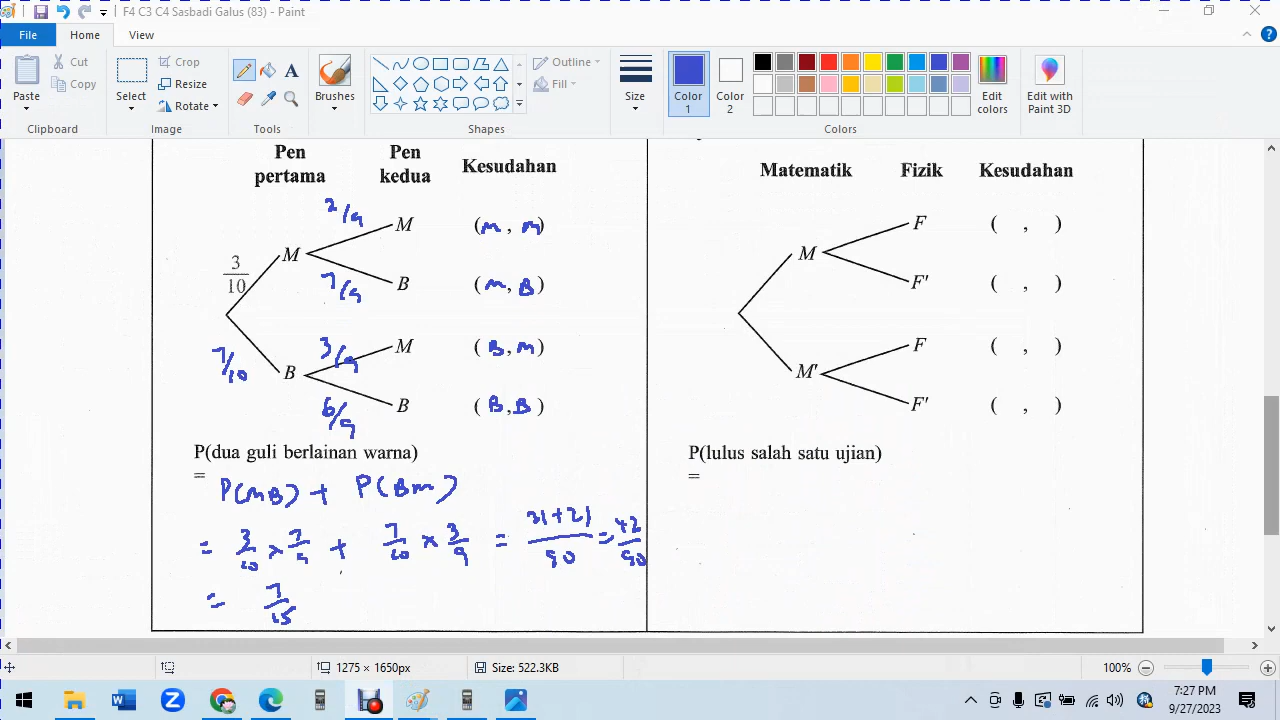 F4 C3 C4 Sasbadi Galus (83) - Paint
File
Home
View
Paste
Cut
Copy
Clipboard
Select
Crop
Resize
Rotate
Image
A
Tools
Brushes
Shapes
Outline
Fill
Size
Color 1
Color 2
Edit colors
Colors
Edit with Paint 3D
Pen pertama
Pen kedua
Kesudahan
3/10
M
2/9
M
(M, M)
7/9
B
(M, B)
7/10
B
3/9
M
(B, M)
6/9
B
(B, B)
P(dua guli berlainan warna)
= P(MB) + P(BM)
= 3/10 × 7/9 + 7/10 × 3/9 = 21+21/90 = 42/90
= 7/15
Matematik
Fizik
Kesudahan
M
F
( , )
F'
( , )
M'
F
( , )
F'
( , )
P(lulus salah satu ujian)
=
1275 × 1650px
Size: 522.3KB
100%
7:27 PM
9/27/2023